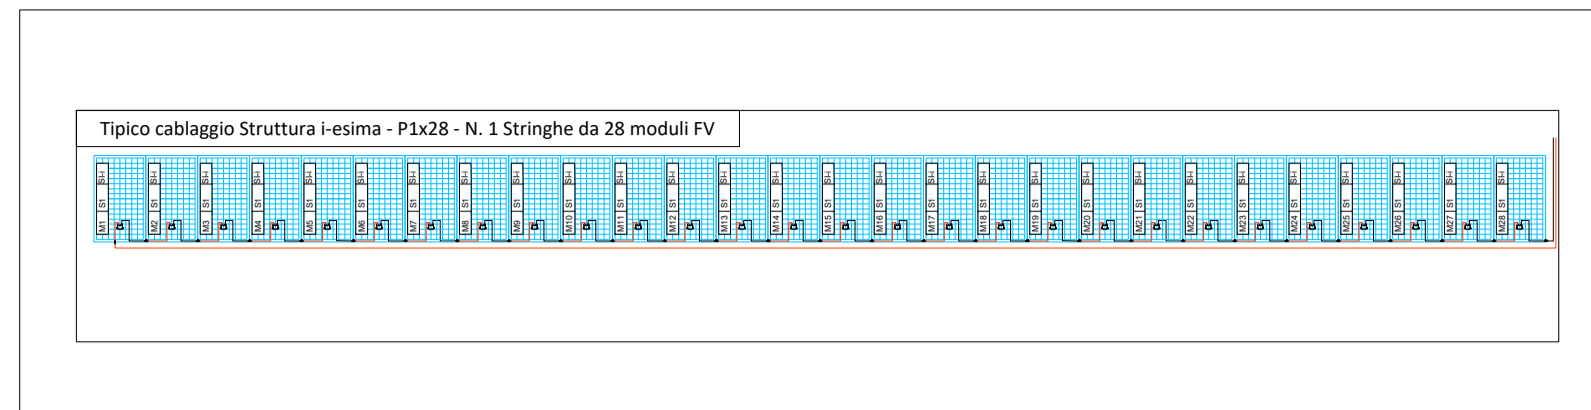 Tipico cablaggio Struttura i-esima - P1x28 - N. 1 Stringhe da 28 moduli FV
M1 S1 SH
M2 S1 SH
M3 S1 SH
M4 S1 SH
M5 S1 SH
M6 S1 SH
M7 S1 SH
M8 S1 SH
M9 S1 SH
M10 S1 SH
M11 S1 SH
M12 S1 SH
M13 S1 SH
M14 S1 SH
M15 S1 SH
M16 S1 SH
M17 S1 SH
M18 S1 SH
M19 S1 SH
M20 S1 SH
M21 S1 SH
M22 S1 SH
M23 S1 SH
M24 S1 SH
M25 S1 SH
M26 S1 SH
M27 S1 SH
M28 S1 SH